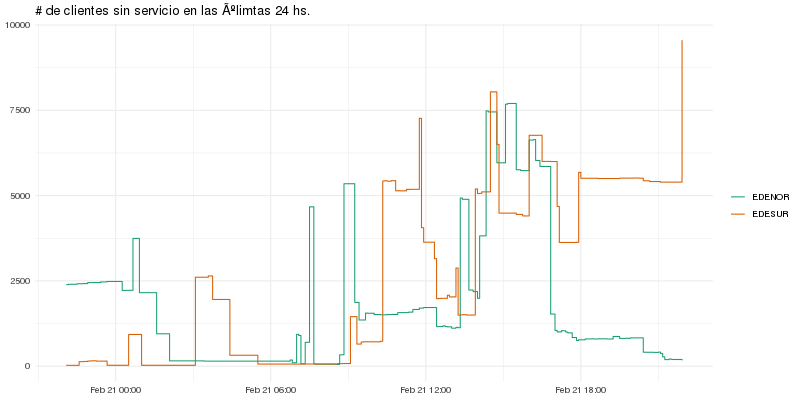 # de clientes sin servicio en las Ãºlimtas 24 hs.
10000
7500
5000
2500
0
Feb 21 00:00
Feb 21 06:00
Feb 21 12:00
Feb 21 18:00
EDENOR
EDESUR